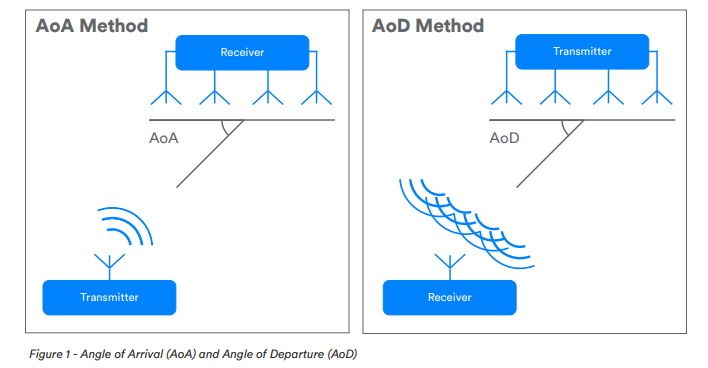 AoA Method
Receiver
AoA
Transmitter
AoD Method
Transmitter
AoD
Receiver
Figure 1 - Angle of Arrival (AoA) and Angle of Departure (AoD)